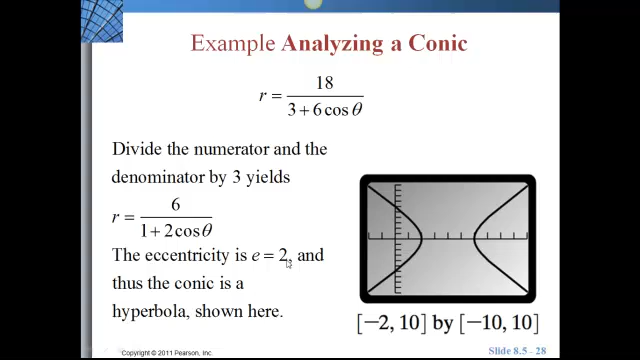 Example Analyzing a Conic
r = 18 / (3 + 6 cos θ)
Divide the numerator and the
denominator by 3 yields
r = 6 / (1 + 2cos θ)
The eccentricity is e = 2, and
thus the conic is a
hyperbola, shown here.
[−2, 10] by [−10, 10]
Copyright © 2011 Pearson, Inc.
Slide 8.5 - 28